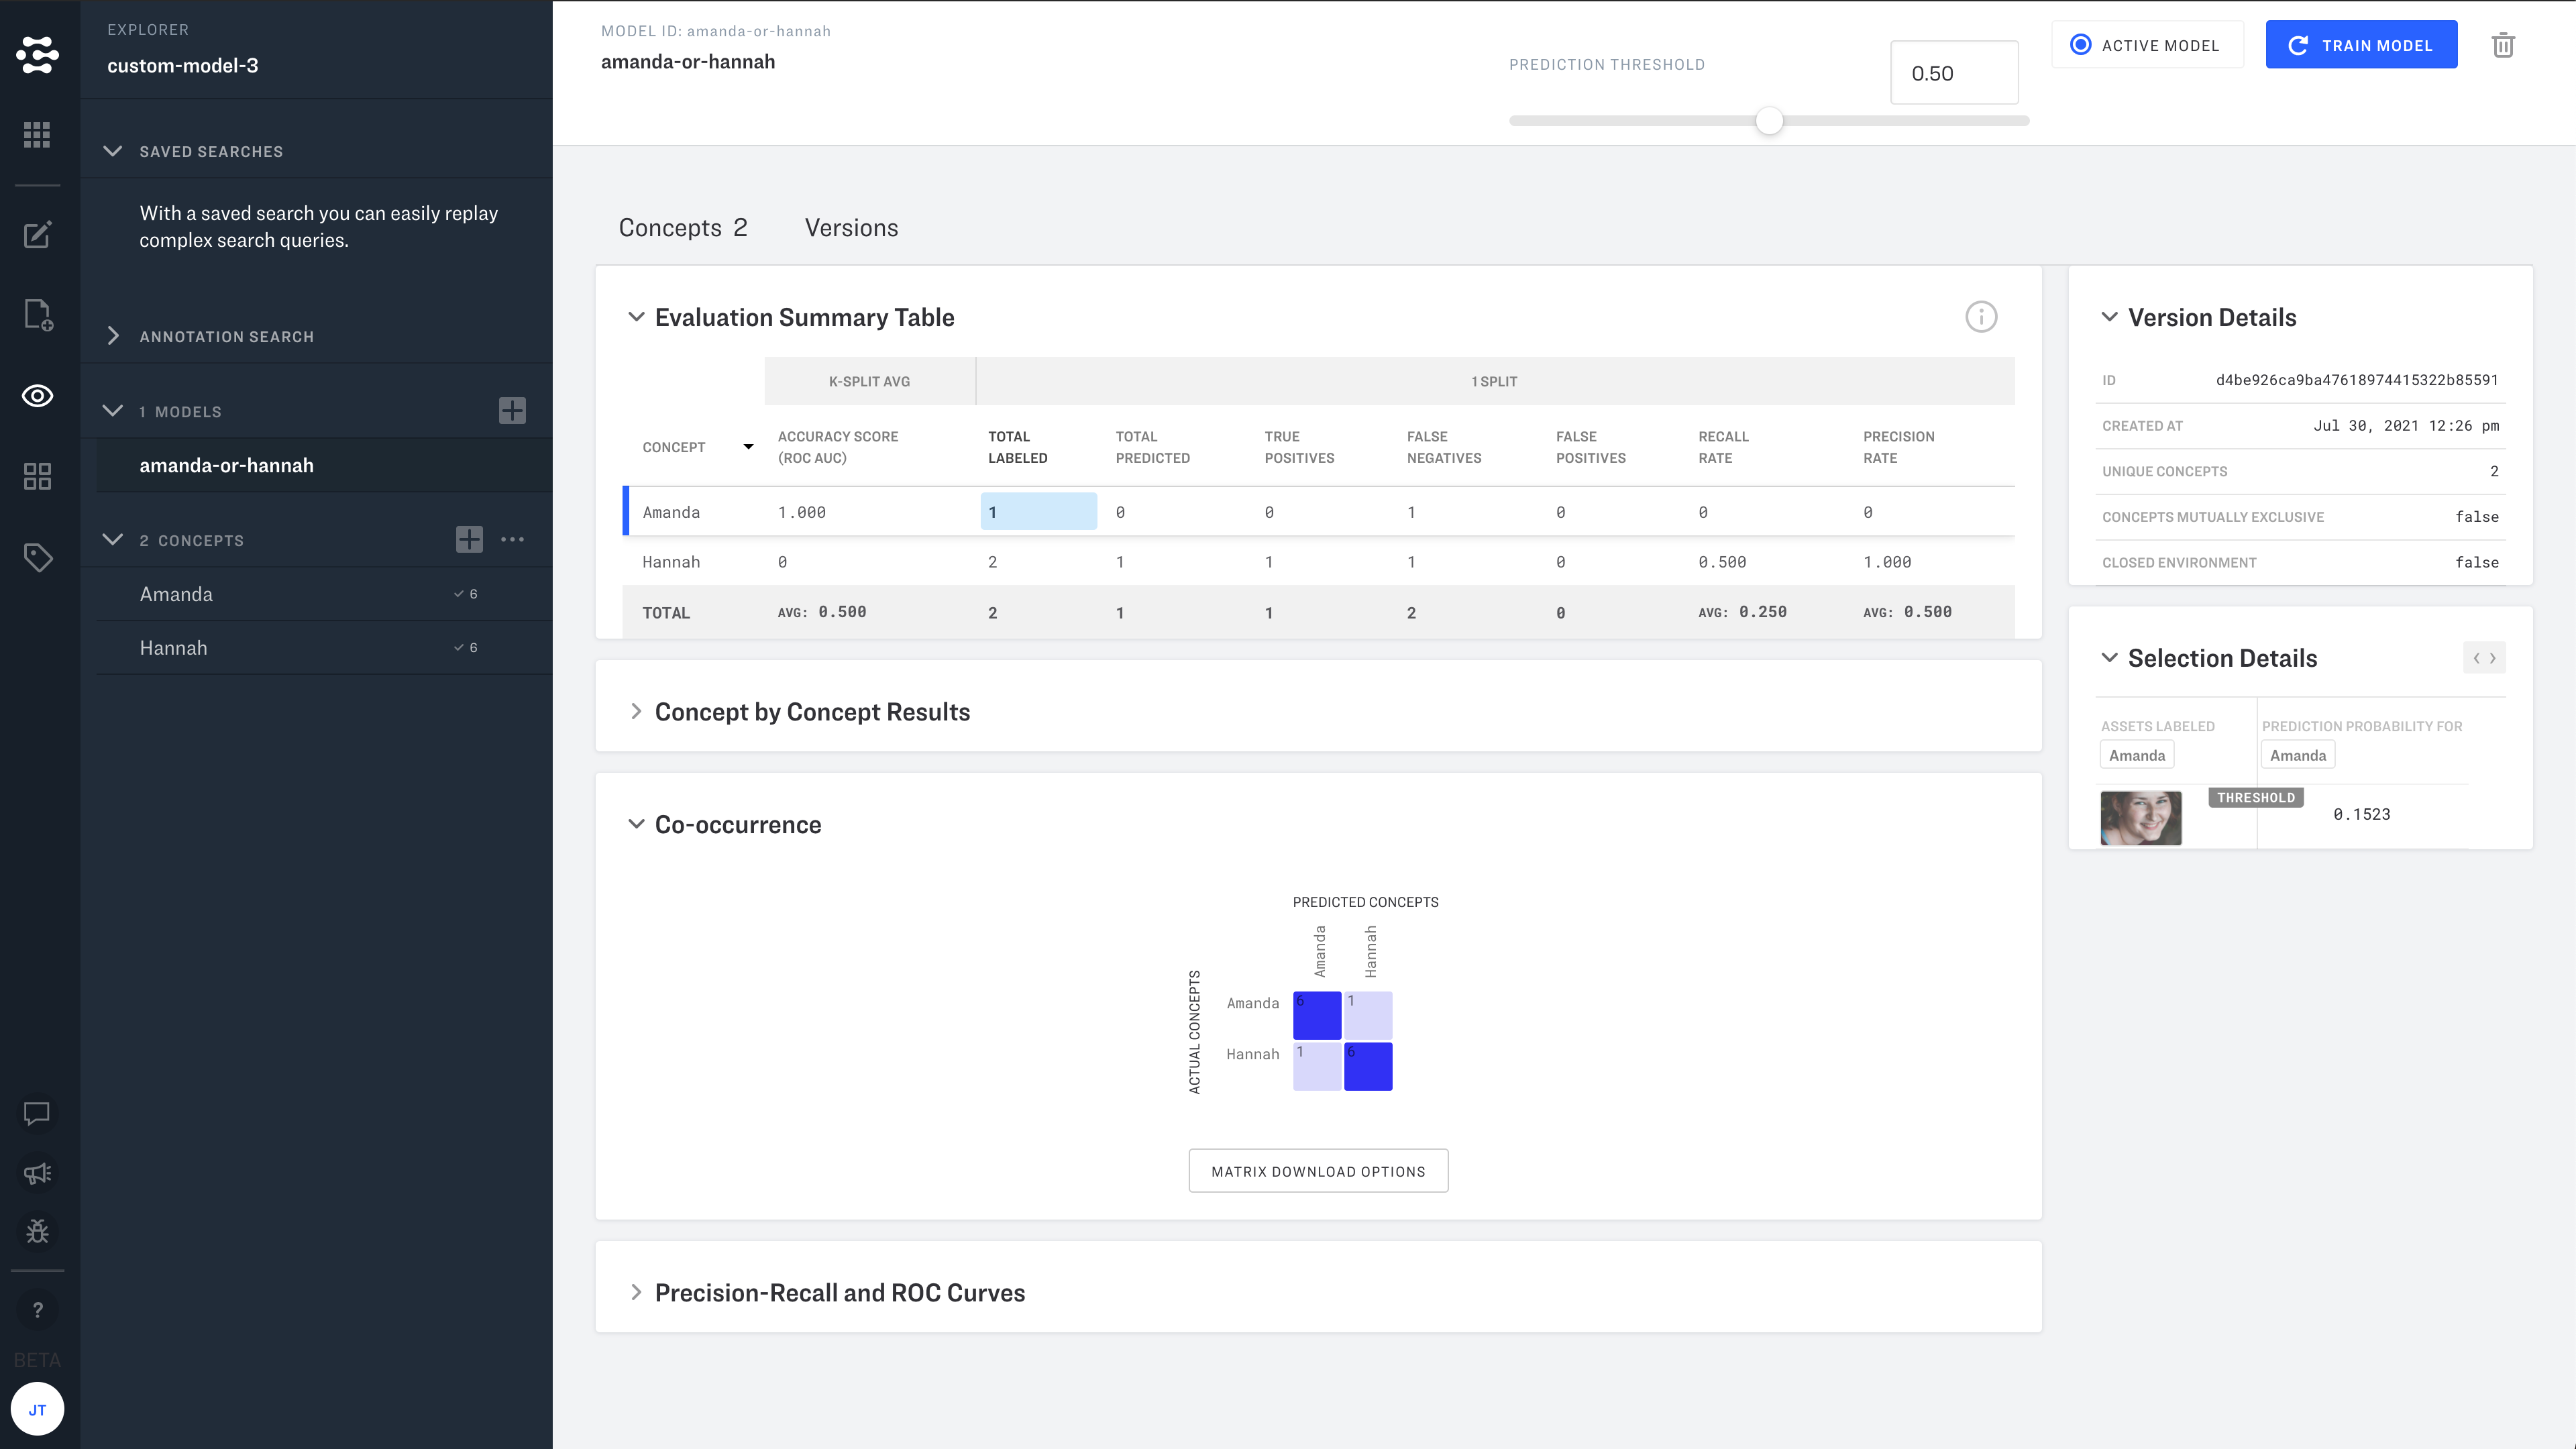 EXPLORER
custom-model-3
SAVED SEARCHES
With a saved search you can easily replay
complex search queries.
ANNOTATION SEARCH
1 MODELS
amanda-or-hannah
2 CONCEPTS
Amanda 6
Hannah 6
?
BETA
JT
MODEL ID: amanda-or-hannah
amanda-or-hannah
PREDICTION THRESHOLD
0.50
ACTIVE MODEL
TRAIN MODEL
Concepts 2
Versions
Evaluation Summary Table
K-SPLIT AVG
1 SPLIT
CONCEPT
ACCURACY SCORE
(ROC AUC)
TOTAL
LABELED
TOTAL
PREDICTED
TRUE
POSITIVES
FALSE
NEGATIVES
FALSE
POSITIVES
RECALL
RATE
PRECISION
RATE
Amanda 1.000 1 0 0 1 0 0 0
Hannah 0 2 1 1 1 0 0.500 1.000
TOTAL AVG: 0.500 2 1 1 2 0 AVG: 0.250 AVG: 0.500
Concept by Concept Results
Co-occurrence
PREDICTED CONCEPTS
Amanda
Hannah
ACTUAL CONCEPTS
Amanda 6 1
Hannah 1 6
MATRIX DOWNLOAD OPTIONS
Precision-Recall and ROC Curves
Version Details
ID d4be926ca9ba47618974415322b85591
CREATED AT Jul 30, 2021 12:26 pm
UNIQUE CONCEPTS 2
CONCEPTS MUTUALLY EXCLUSIVE false
CLOSED ENVIRONMENT false
Selection Details
ASSETS LABELED
Amanda
PREDICTION PROBABILITY FOR
Amanda
THRESHOLD
0.1523